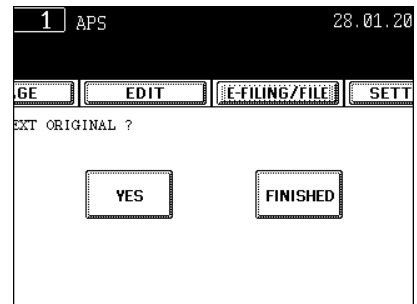 1 APS 28.01.20
GE EDIT E-FILING/FILE SETT
EXT ORIGINAL ?
YES FINISHED